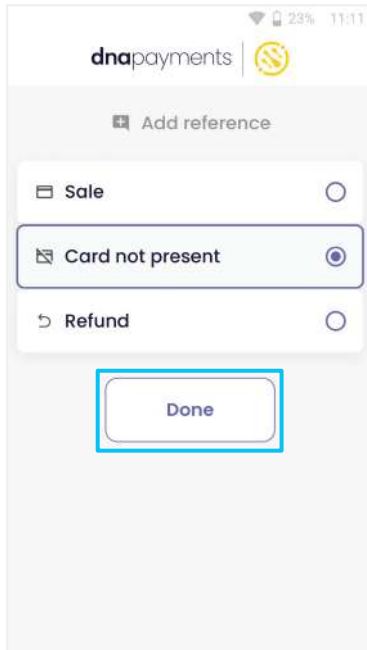 23% 11:11
dnapayments
Add reference
Sale
Card not present
Refund
Done